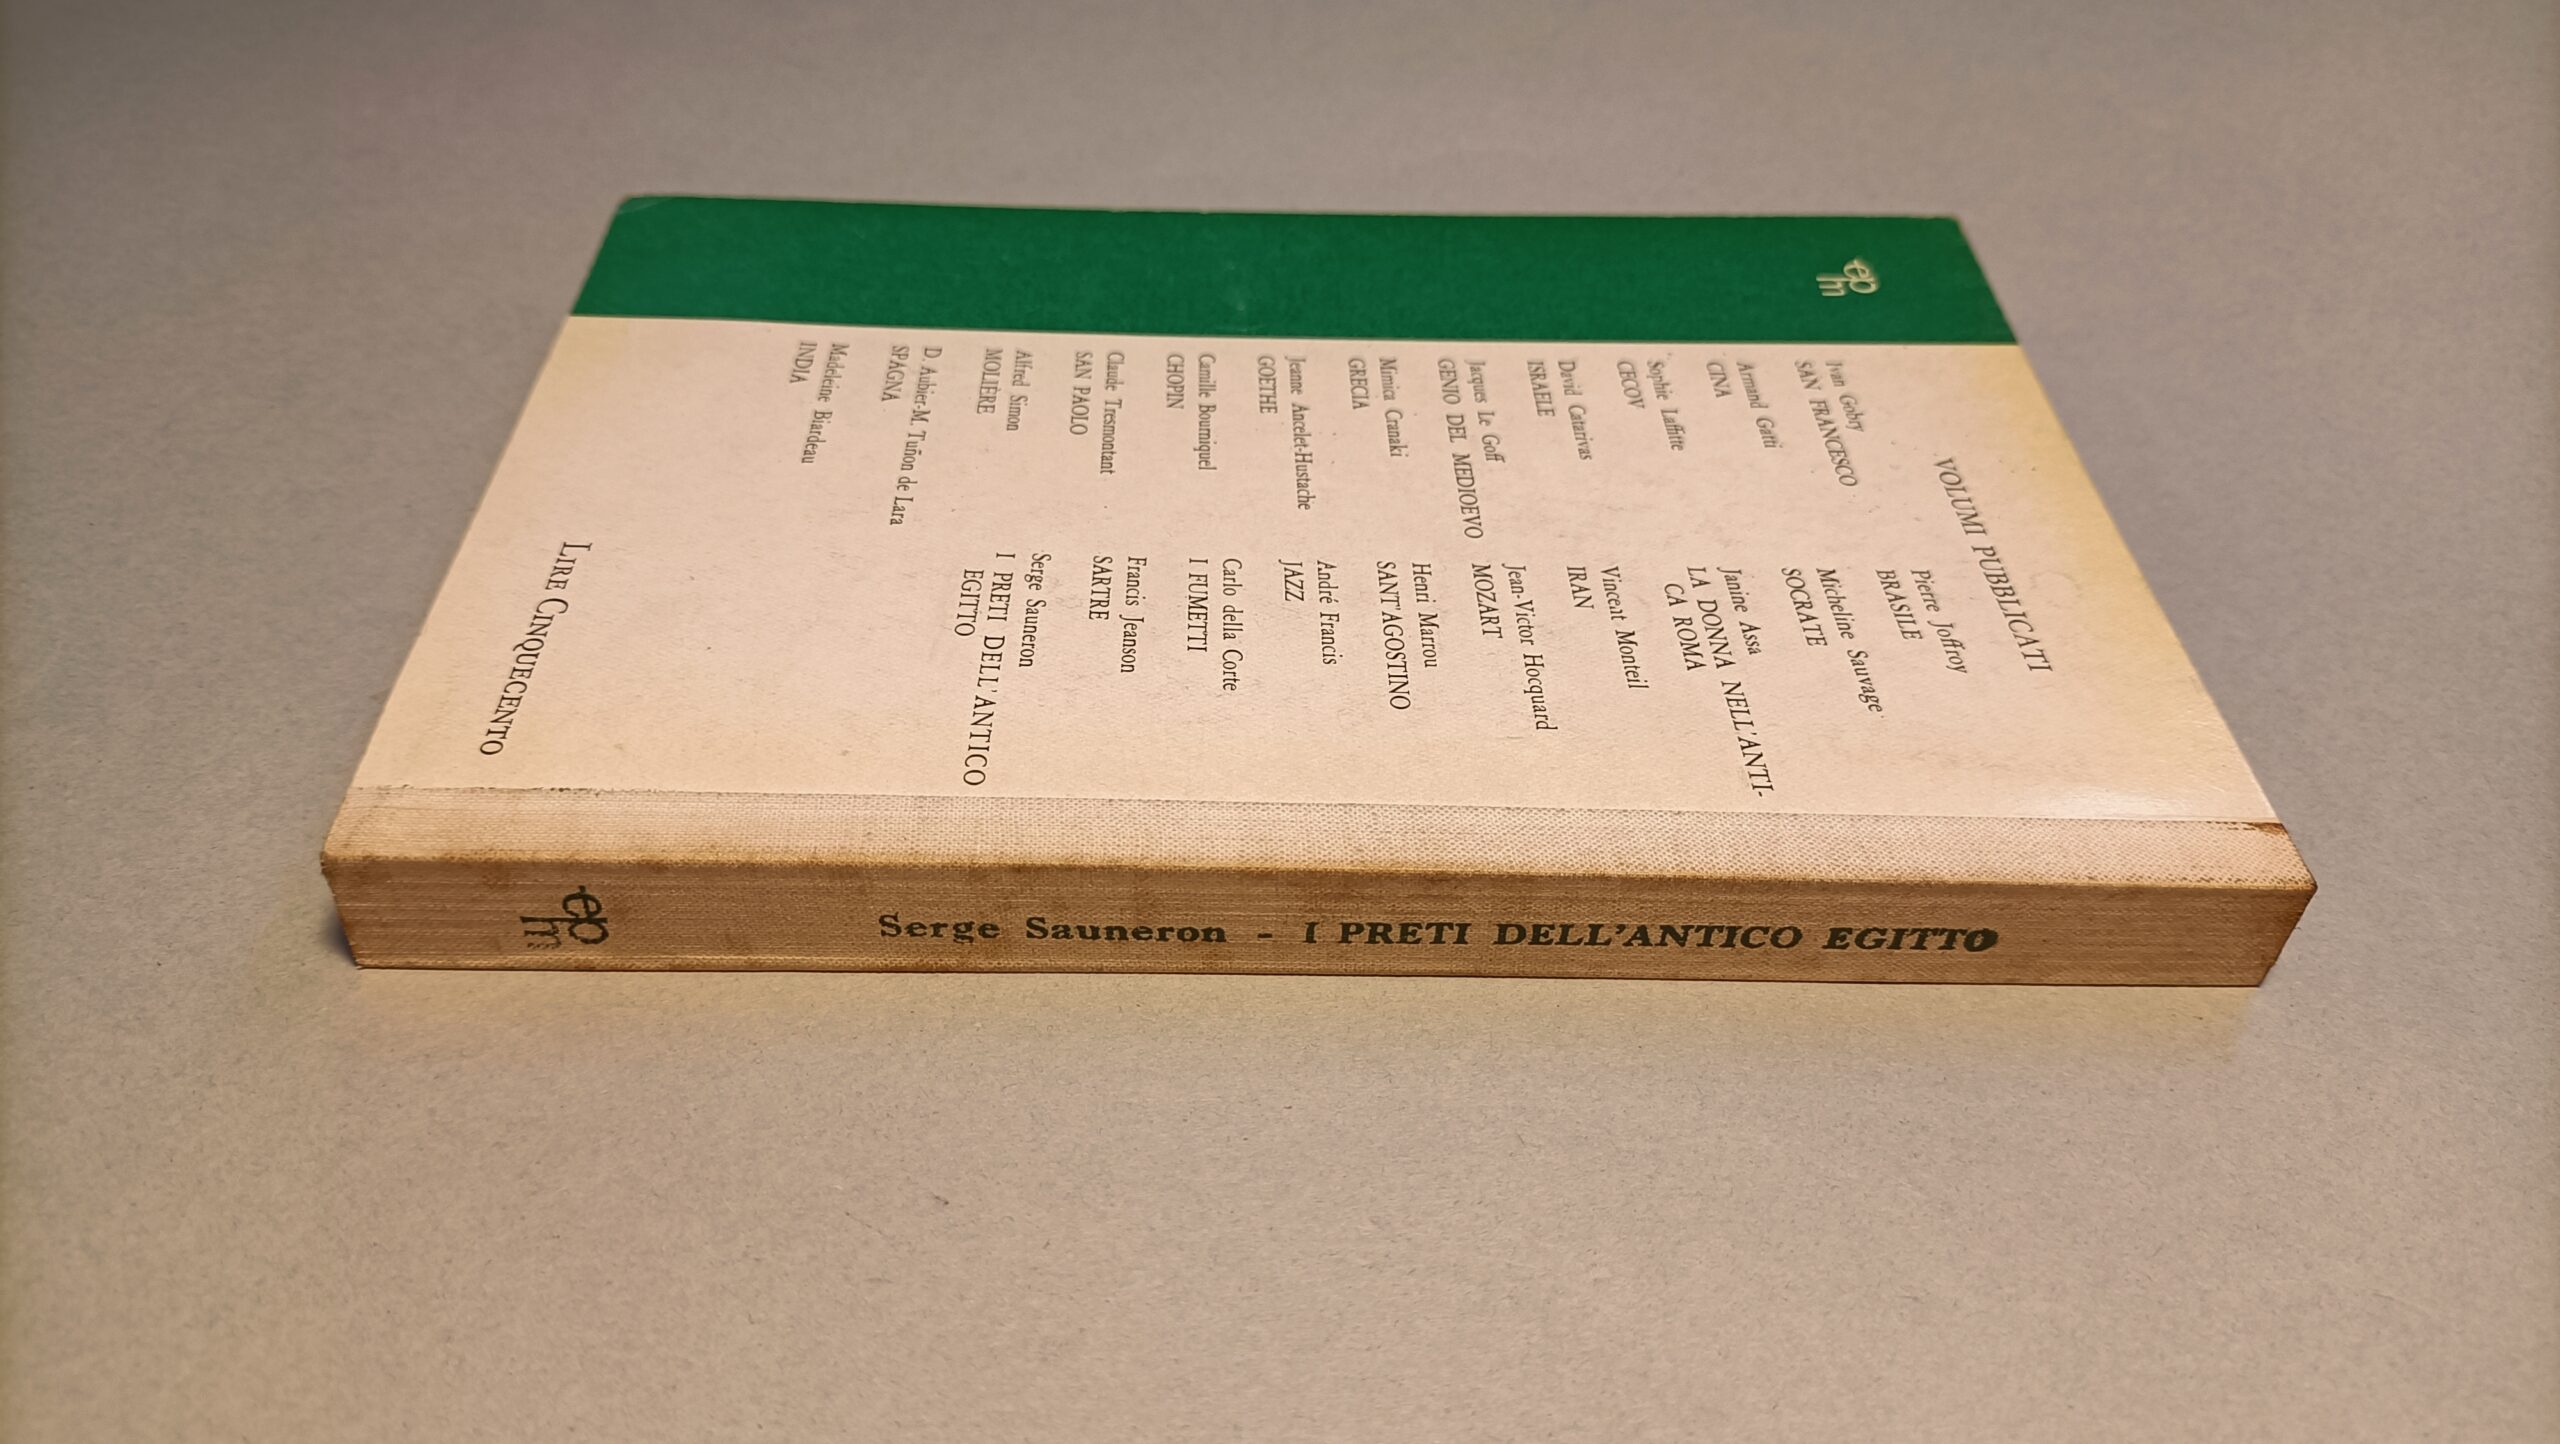 VOLUMI PUBBLICATI
Ivan Gobry
SAN FRANCESCO
Armand Gatti
CINA
Sophie Laffitte
CECOV
David Catarivas
ISRAELE
Jacques Le Goff
GENIO DEL MEDIOEVO
Mimica Cranaki
GRECIA
Jeanne Ancelet-Hustache
GOETHE
Camille Bourniquel
CHOPIN
Claude Tresmontant
SAN PAOLO
Alfred Simon
MOLIÈRE
D. Aubier-M. Tuñon de Lara
SPAGNA
Madeleine Biardeau
INDIA
Pierre Joffroy
BRASILE
Micheline Sauvage
SOCRATE
Janine Assa
LA DONNA NELL'ANTI-
CA ROMA
Vincent Monteil
IRAN
Jean-Victor Hocquard
MOZART
Henri Marrou
SANT'AGOSTINO
André Francis
JAZZ
Carlo della Corte
I FUMETTI
Francis Jeanson
SARTRE
Serge Sauneron
I PRETI DELL'ANTICO
EGITTO
LIRE CINQUECENTO
Serge Sauneron - I PRETI DELL'ANTICO EGITTO